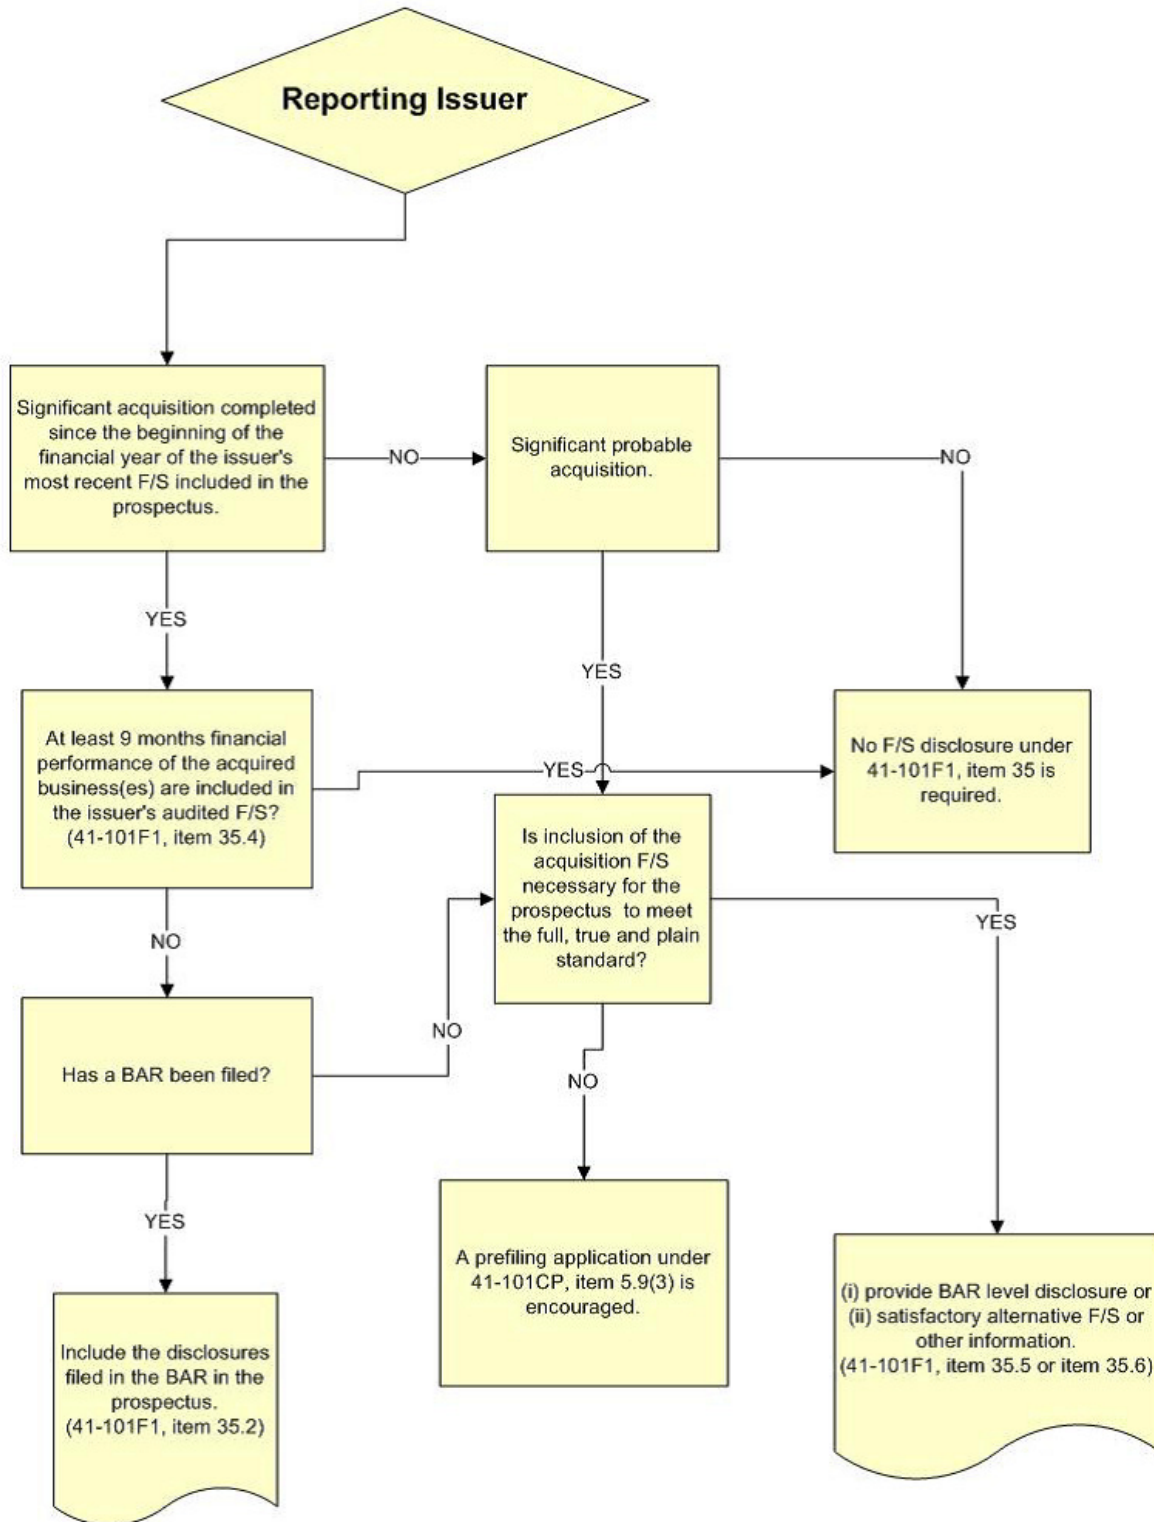 Reporting Issuer
Significant acquisition completed
since the beginning of the
financial year of the issuer's
most recent F/S included in the
prospectus.
NO
Significant probable
acquisition.
NO
YES
YES
At least 9 months financial
performance of the acquired
business(es) are included in
the issuer's audited F/S?
(41-101F1, item 35.4)
YES
No F/S disclosure under
41-101F1, item 35 is
required.
Is inclusion of the
acquisition F/S
necessary for the
prospectus to meet
the full, true and plain
standard?
NO
YES
Has a BAR been filed?
NO
NO
YES
A prefiling application under
41-101CP, item 5.9(3) is
encouraged.
(i) provide BAR level disclosure or
(ii) satisfactory alternative F/S or
other information.
(41-101F1, item 35.5 or item 35.6)
Include the disclosures
filed in the BAR in the
prospectus.
(41-101F1, item 35.2)